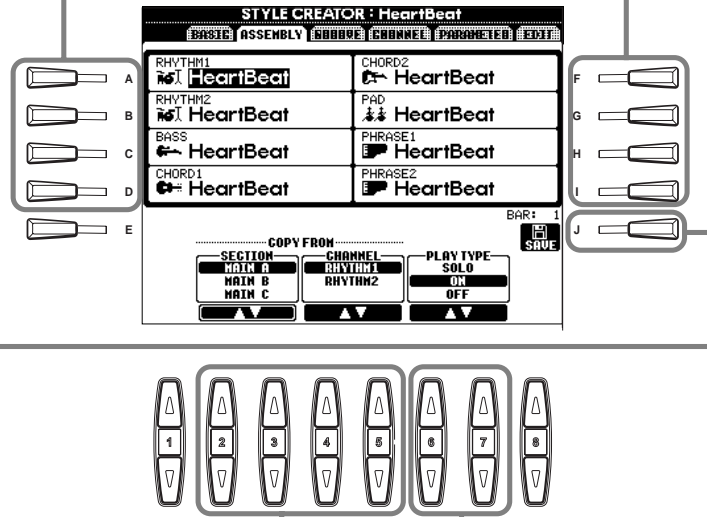 STYLE CREATOR : HeartBeat
BASIC ASSEMBLY GROOVE CHANNEL PARAMETER EDIT
RHYTHM1
HeartBeat
CHORD2
HeartBeat
RHYTHM2
HeartBeat
PAD
HeartBeat
BASS
HeartBeat
PHRASE1
HeartBeat
CHORD1
HeartBeat
PHRASE2
HeartBeat
A
B
C
D
E
F
G
H
I
J
BAR: 1
SAVE
COPY FROM
SECTION CHANNEL PLAY TYPE
MAIN A RHYTHM1 SOLO
MAIN B RHYTHM2 ON
MAIN C OFF
1 2 3 4 5 6 7 8